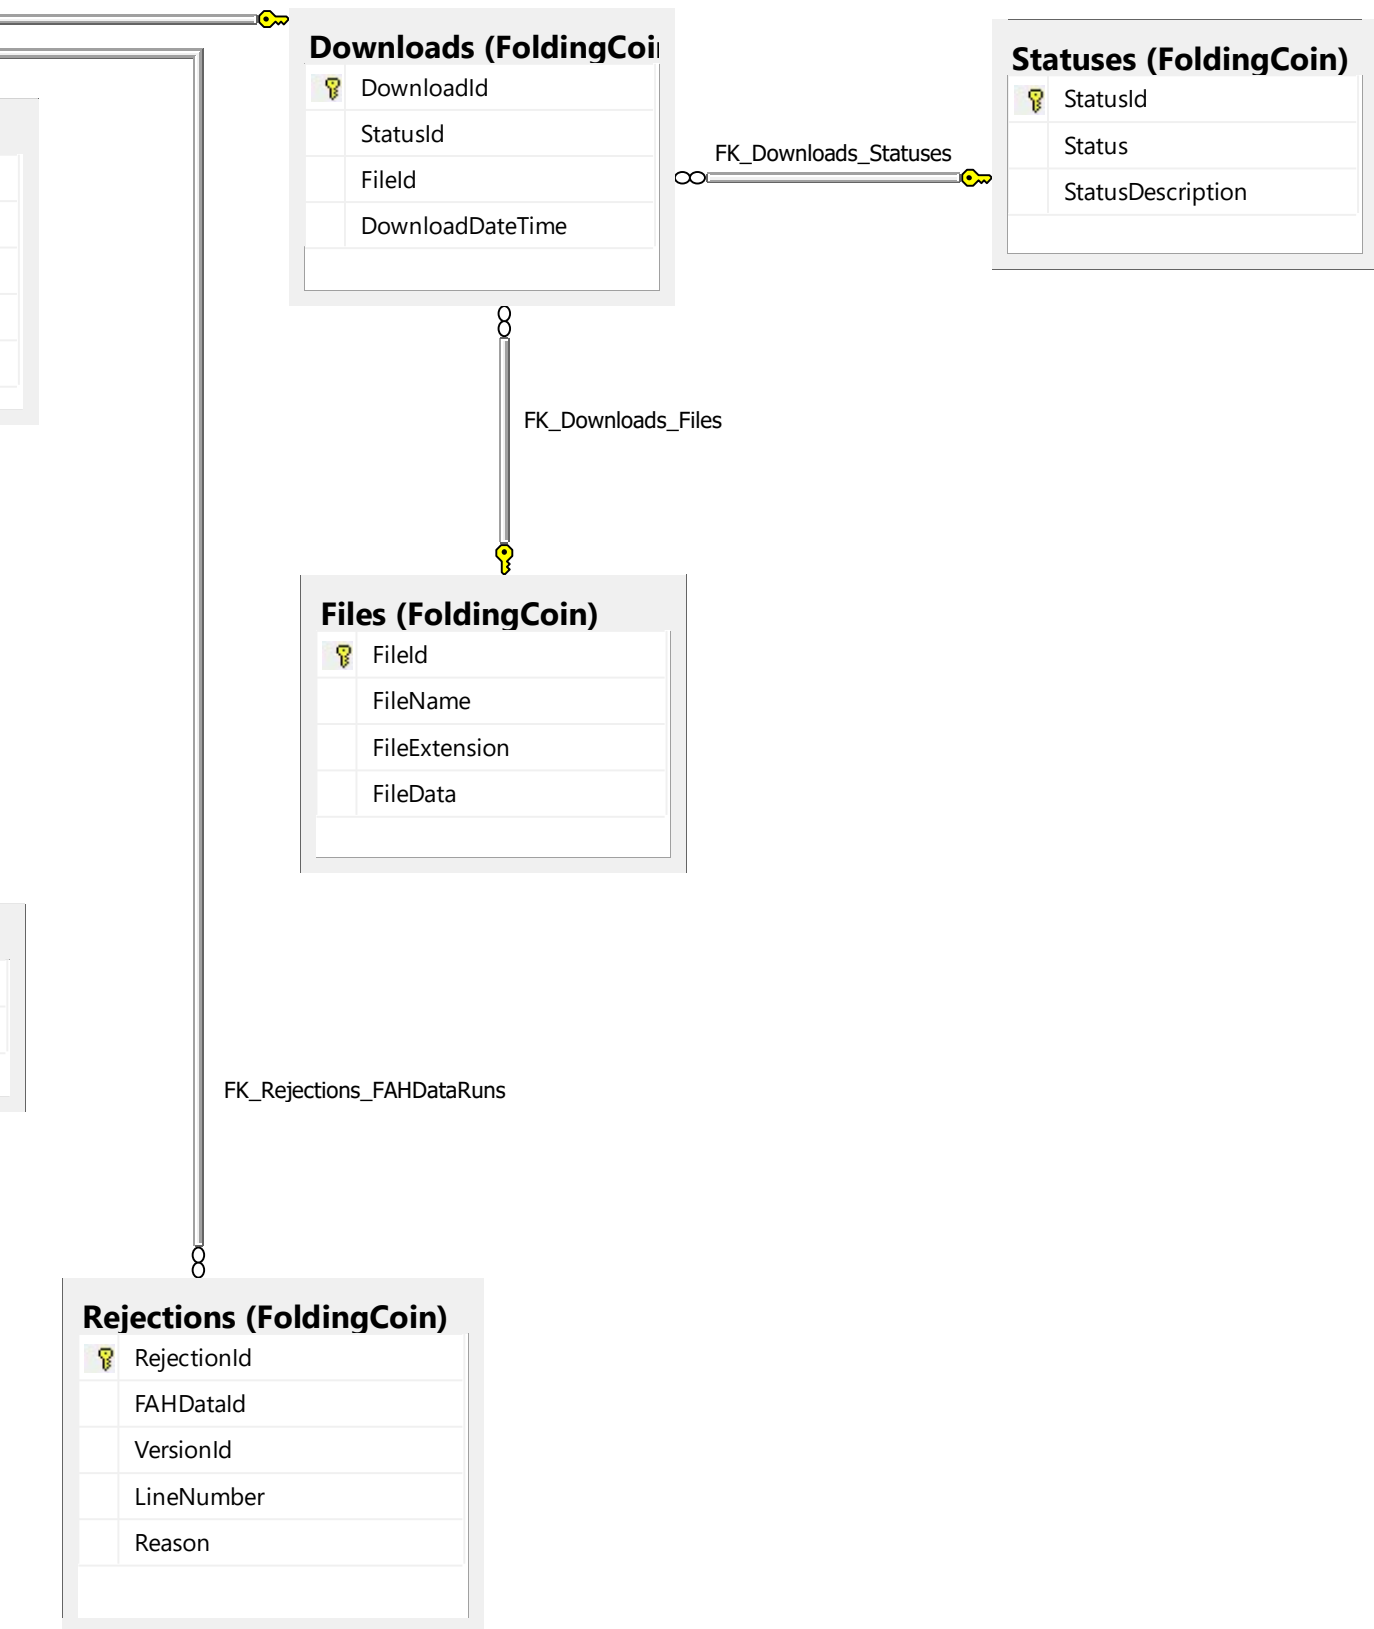 Downloads (FoldingCoi
DownloadId
StatusId
FileId
DownloadDateTime
FK_Downloads_Statuses
Statuses (FoldingCoin)
StatusId
Status
StatusDescription
FK_Downloads_Files
Files (FoldingCoin)
FileId
FileName
FileExtension
FileData
FK_Rejections_FAHDataRuns
Rejections (FoldingCoin)
RejectionId
FAHDataId
VersionId
LineNumber
Reason